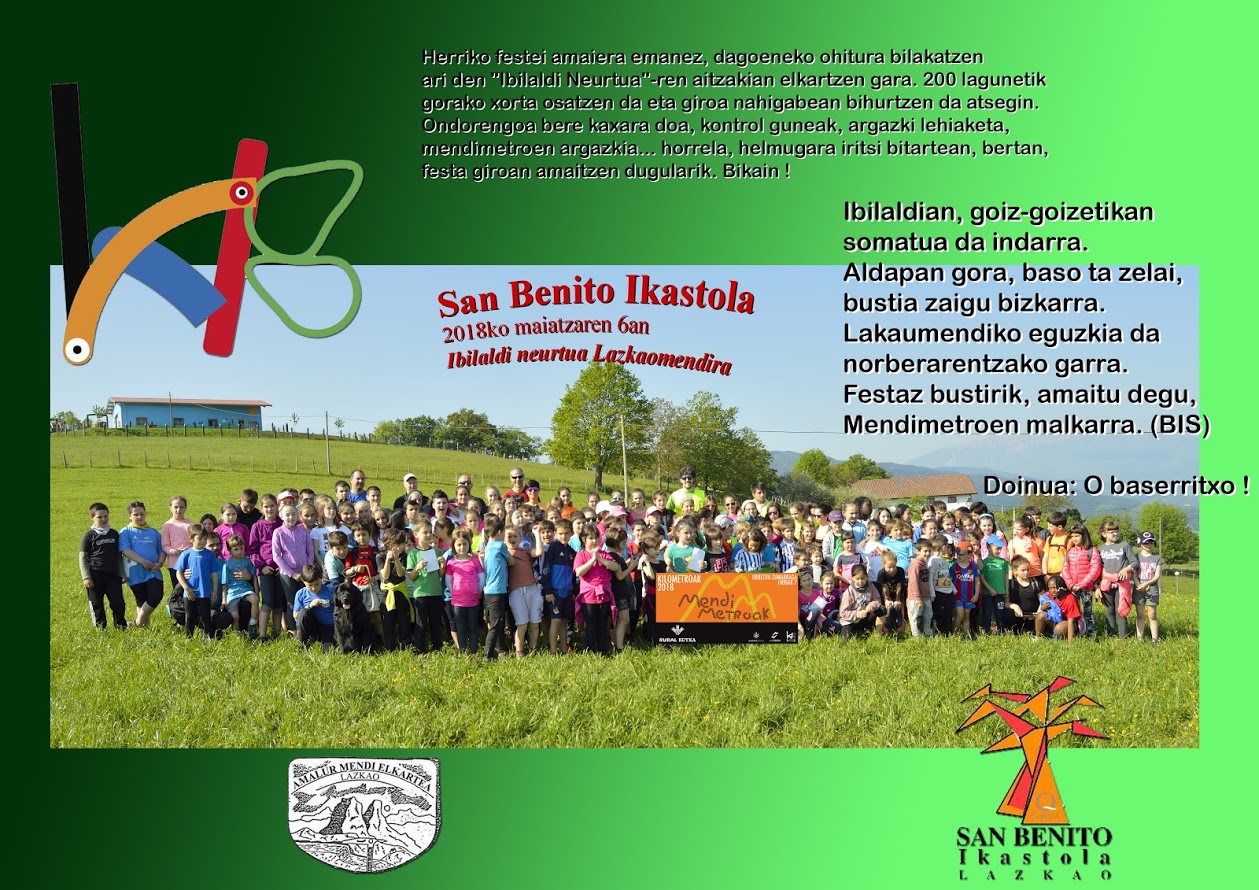 Herriko festei amaiera emanez, dagoeneko ohitura bilakatzen
ari den "Ibilaldi Neurtua"-ren aitzakian elkartzen gara. 200 lagunetik
gorako xorta osatzen da eta giroa nahigabean bihurtzen da atsegin.
Ondorengoa bere kaxara doa, kontrol guneak, argazki lehiaketa,
mendimetroen argazkia... horrela, helmugara iritsi bitartean, bertan,
festa giroan amaitzen dugularik. Bikain !
Ibilaldian, goiz-goizetikan
somatua da indarra.
Aldapan gora, baso ta zelai,
bustia zaigu bizkarra.
Lakaumendiko eguzkia da
norberarentzako garra.
Festaz bustirik, amaitu degu,
Mendimetroen malkarra. (BIS)
Doinua: O baserritxo !
San Benito Ikastola
2018ko maiatzaren 6an
Ibilaldi neurtua Lazkaomendira
KILOMETROAK
2018
URRETXU-ZUMARRAGA
URRIAK 7
Mendi
METROAK
RURAL KUTXA
AMALUR MENDI ELKARTEA
LAZKAO
Q
SAN BENITO
Ikastola
LAZKAO